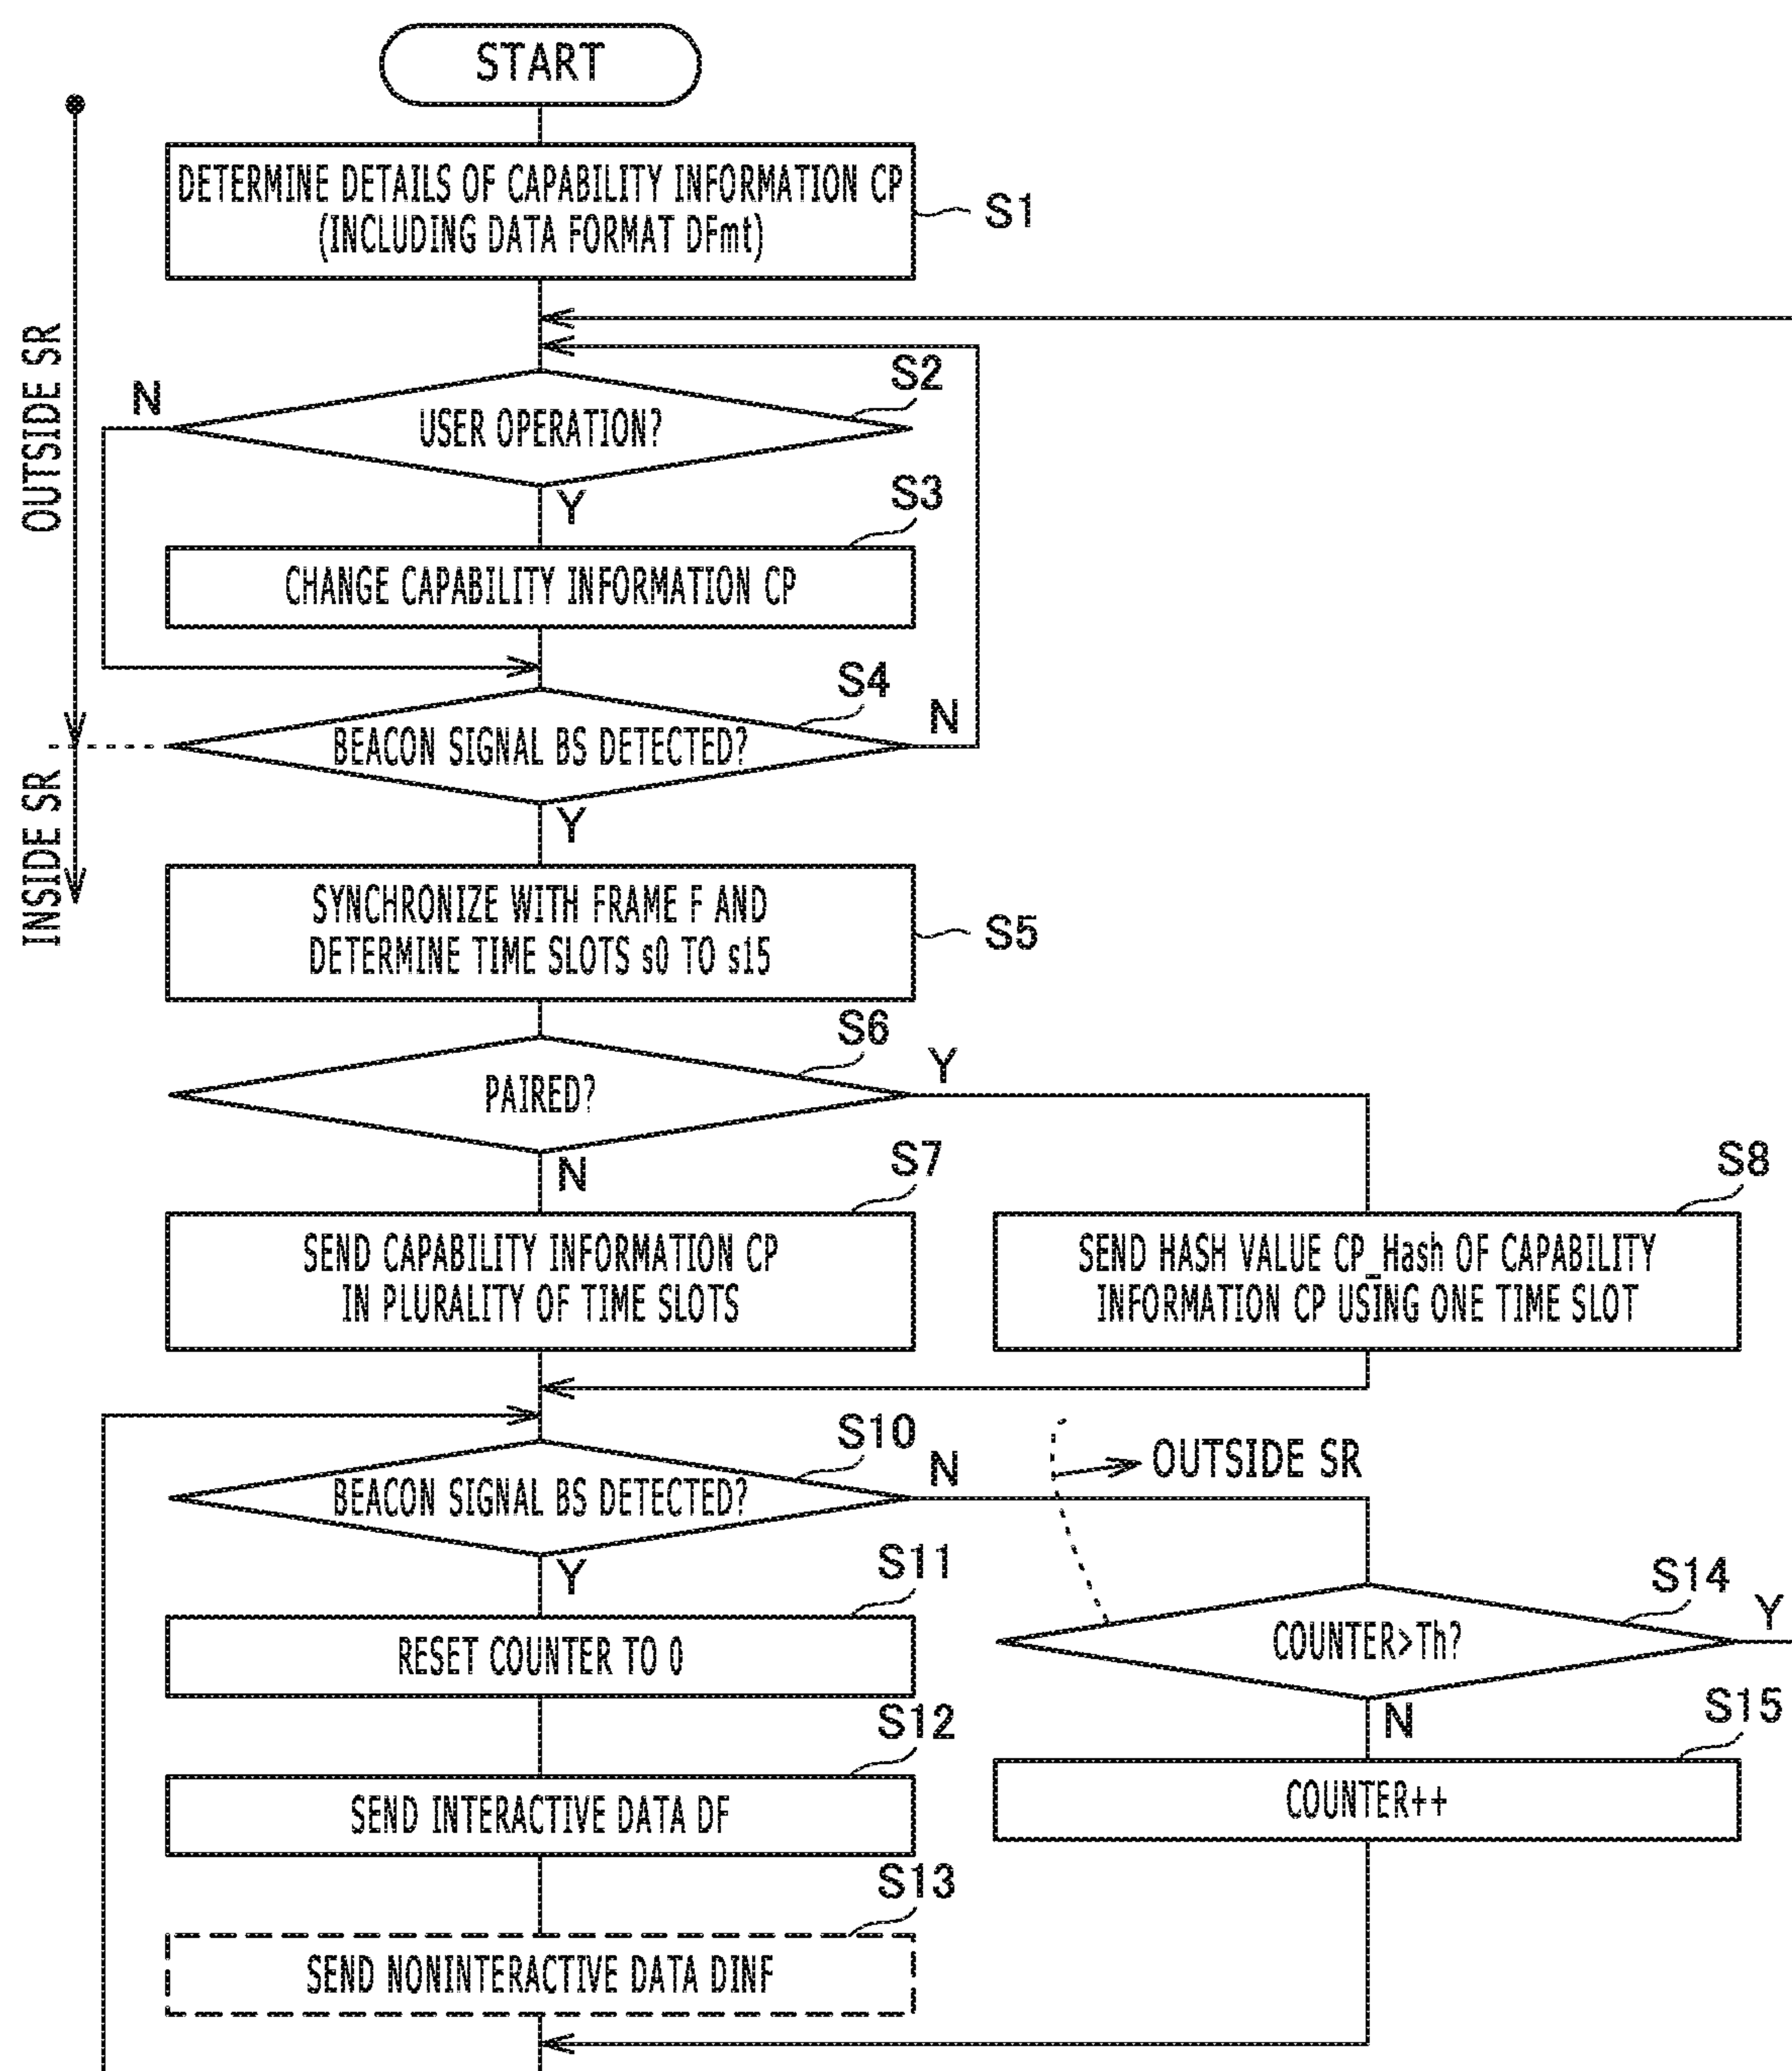 START
DETERMINE DETAILS OF CAPABILITY INFORMATION CP
(INCLUDING DATA FORMAT DFmt)
S1
OUTSIDE SR
S2
N
USER OPERATION?
Y
S3
CHANGE CAPABILITY INFORMATION CP
S4
N
BEACON SIGNAL BS DETECTED?
Y
INSIDE SR
SYNCHRONIZE WITH FRAME F AND
DETERMINE TIME SLOTS s0 TO s15
S5
S6
Y
PAIRED?
N
S7
SEND CAPABILITY INFORMATION CP
IN PLURALITY OF TIME SLOTS
S8
SEND HASH VALUE CP_Hash OF CAPABILITY
INFORMATION CP USING ONE TIME SLOT
S10
N
OUTSIDE SR
BEACON SIGNAL BS DETECTED?
Y
S11
RESET COUNTER TO 0
S14
Y
COUNTER>Th?
N
S12
SEND INTERACTIVE DATA DF
S15
COUNTER++
S13
SEND NONINTERACTIVE DATA DINF